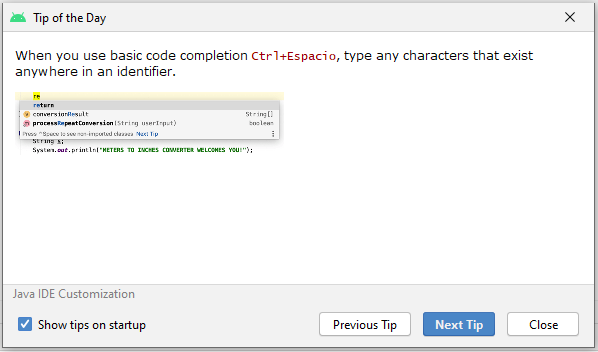 Tip of the Day
When you use basic code completion Ctrl+Espacio, type any characters that exist
anywhere in an identifier.
re
return
conversionResult String[]
processRepeatConversion(String userInput) boolean
Press ^Space to see non-imported classes Next Tip
String s;
System.out.println("METERS TO INCHES CONVERTER WELCOMES YOU!");
Java IDE Customization
Show tips on startup
Previous Tip
Next Tip
Close